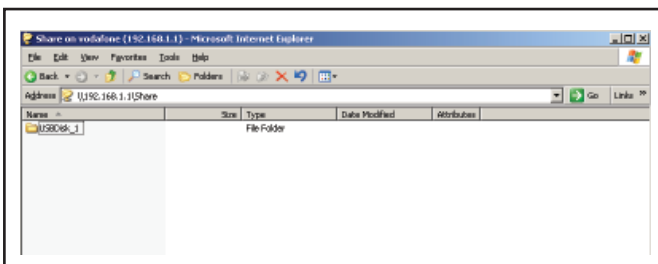 Share on vodafone (192.168.1.1) - Microsoft Internet Explorer
File Edit View Favorites Tools Help
Back Search Folders
Address \\192.168.1.1\Share Go Links »
Name Size Type Date Modified Attributes
USBDisk_1 File Folder